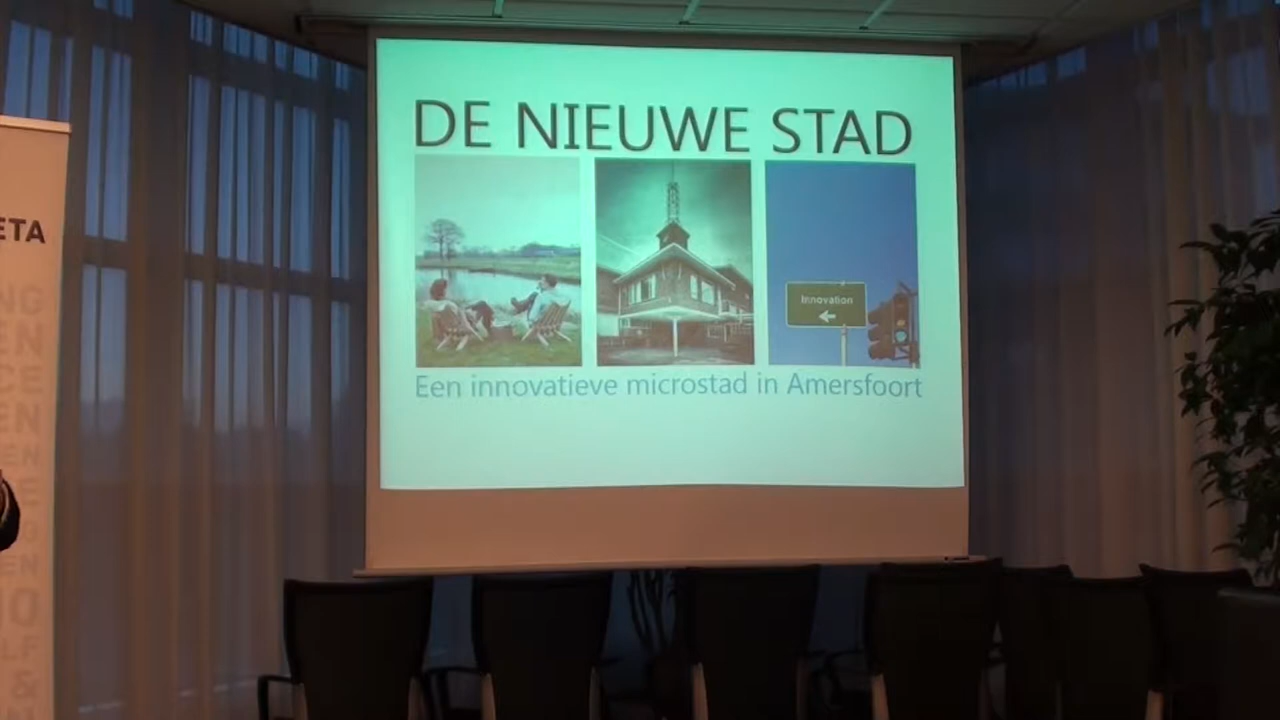 DE NIEUWE STAD
Innovation
Een innovatieve microstad in Amersfoort
ETA